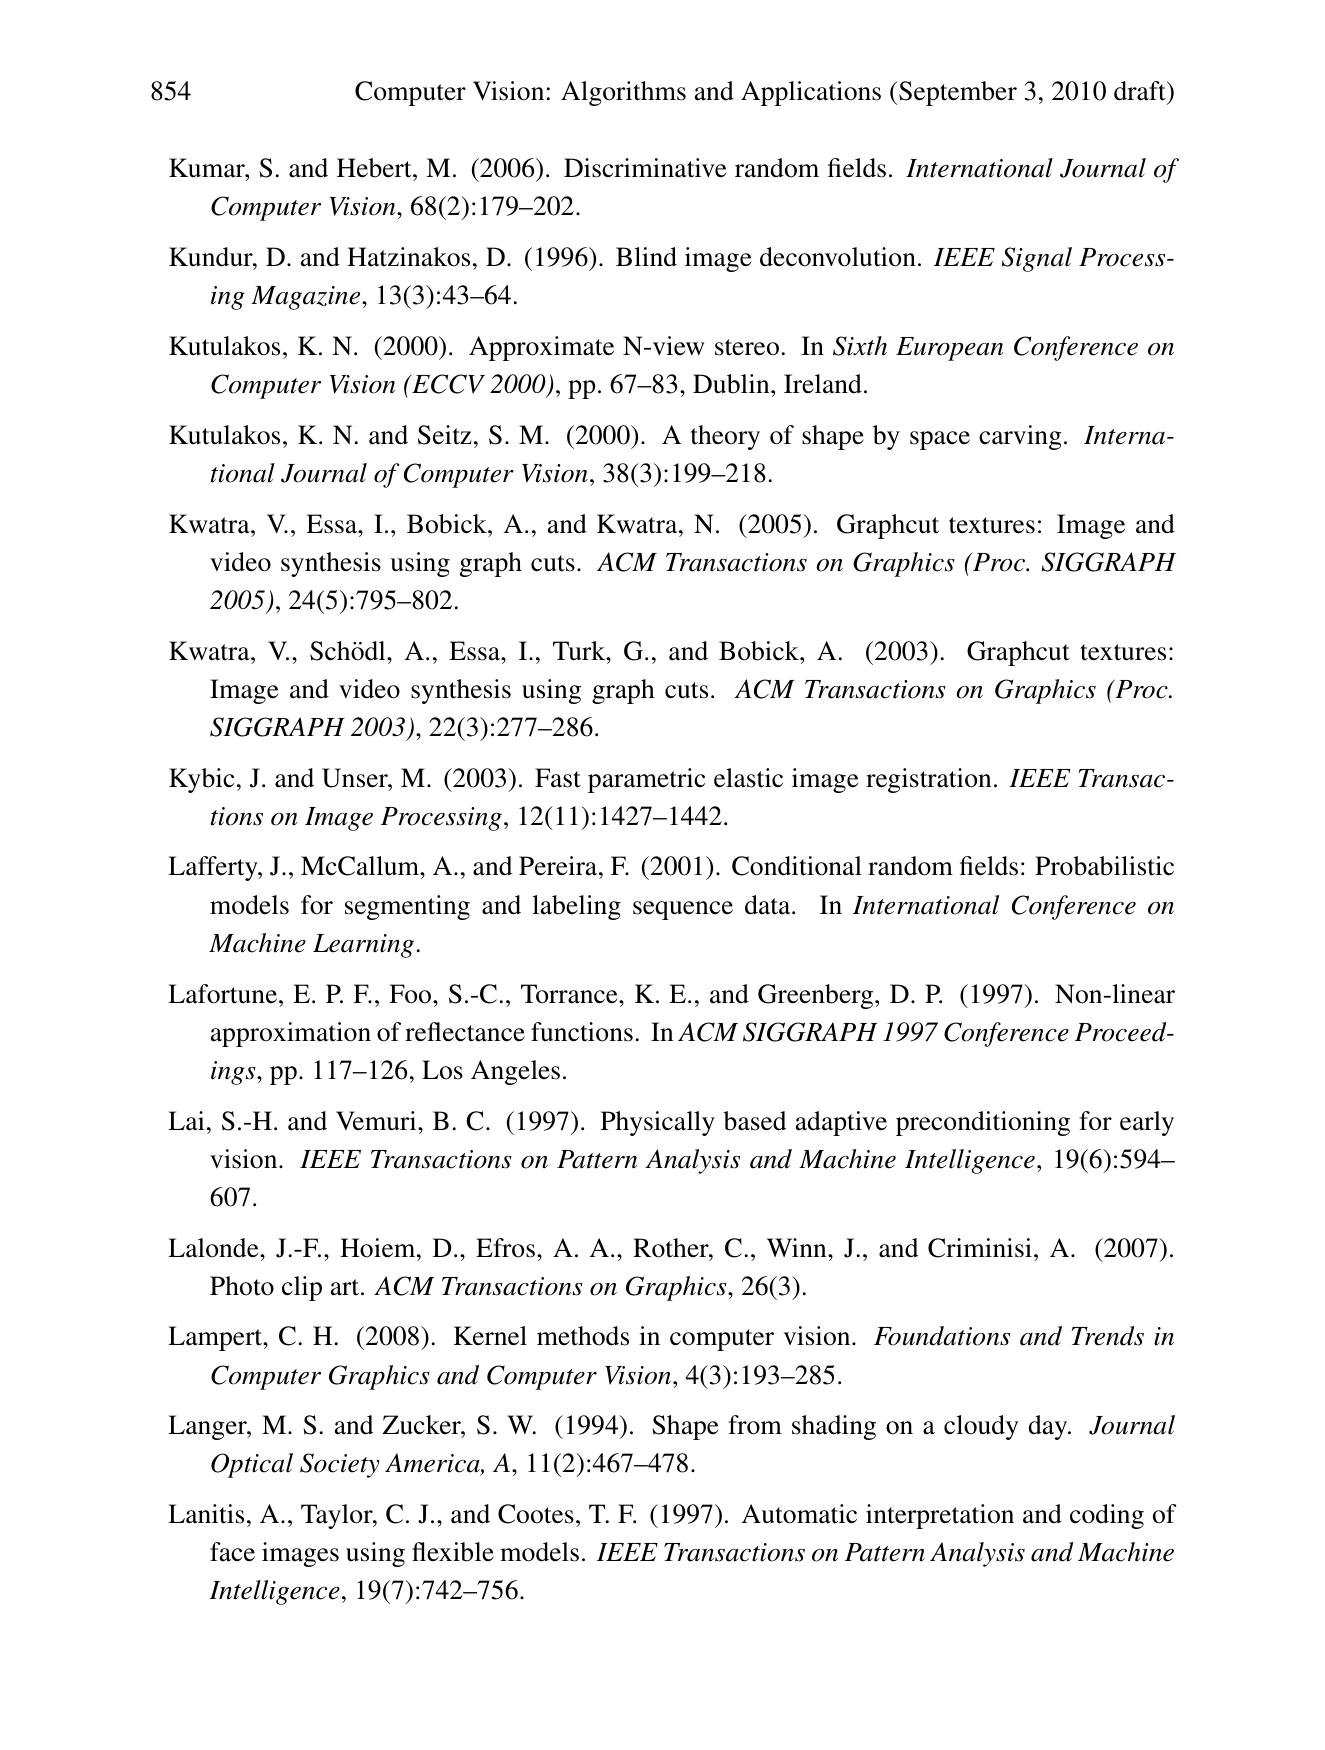 854 Computer Vision: Algorithms and Applications (September 3, 2010 draft)
Kumar, S. and Hebert, M. (2006). Discriminative random fields. International Journal of
Computer Vision, 68(2):179–202.
Kundur, D. and Hatzinakos, D. (1996). Blind image deconvolution. IEEE Signal Process-
ing Magazine, 13(3):43–64.
Kutulakos, K. N. (2000). Approximate N-view stereo. In Sixth European Conference on
Computer Vision (ECCV 2000), pp. 67–83, Dublin, Ireland.
Kutulakos, K. N. and Seitz, S. M. (2000). A theory of shape by space carving. Interna-
tional Journal of Computer Vision, 38(3):199–218.
Kwatra, V., Essa, I., Bobick, A., and Kwatra, N. (2005). Graphcut textures: Image and
video synthesis using graph cuts. ACM Transactions on Graphics (Proc. SIGGRAPH
2005), 24(5):795–802.
Kwatra, V., Schödl, A., Essa, I., Turk, G., and Bobick, A. (2003). Graphcut textures:
Image and video synthesis using graph cuts. ACM Transactions on Graphics (Proc.
SIGGRAPH 2003), 22(3):277–286.
Kybic, J. and Unser, M. (2003). Fast parametric elastic image registration. IEEE Transac-
tions on Image Processing, 12(11):1427–1442.
Lafferty, J., McCallum, A., and Pereira, F. (2001). Conditional random fields: Probabilistic
models for segmenting and labeling sequence data. In International Conference on
Machine Learning.
Lafortune, E. P. F., Foo, S.-C., Torrance, K. E., and Greenberg, D. P. (1997). Non-linear
approximation of reflectance functions. In ACM SIGGRAPH 1997 Conference Proceed-
ings, pp. 117–126, Los Angeles.
Lai, S.-H. and Vemuri, B. C. (1997). Physically based adaptive preconditioning for early
vision. IEEE Transactions on Pattern Analysis and Machine Intelligence, 19(6):594–
607.
Lalonde, J.-F., Hoiem, D., Efros, A. A., Rother, C., Winn, J., and Criminisi, A. (2007).
Photo clip art. ACM Transactions on Graphics, 26(3).
Lampert, C. H. (2008). Kernel methods in computer vision. Foundations and Trends in
Computer Graphics and Computer Vision, 4(3):193–285.
Langer, M. S. and Zucker, S. W. (1994). Shape from shading on a cloudy day. Journal
Optical Society America, A, 11(2):467–478.
Lanitis, A., Taylor, C. J., and Cootes, T. F. (1997). Automatic interpretation and coding of
face images using flexible models. IEEE Transactions on Pattern Analysis and Machine
Intelligence, 19(7):742–756.